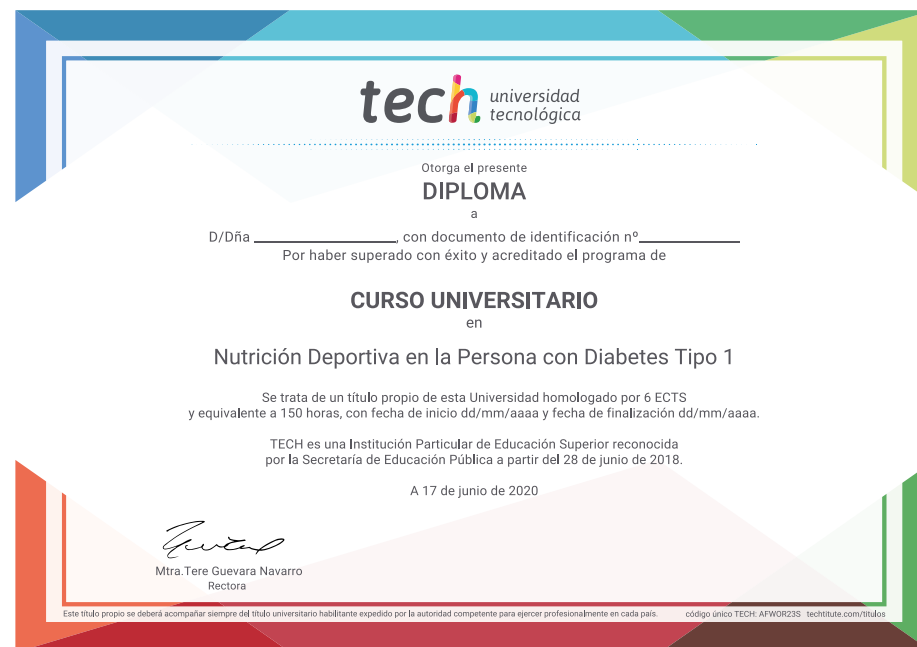 tech universidad
tecnológica
Otorga el presente
DIPLOMA
a
D/Dña ______________, con documento de identificación nº__________
Por haber superado con éxito y acreditado el programa de
CURSO UNIVERSITARIO
en
Nutrición Deportiva en la Persona con Diabetes Tipo 1
Se trata de un título propio de esta Universidad homologado por 6 ECTS
y equivalente a 150 horas, con fecha de inicio dd/mm/aaaa y fecha de finalización dd/mm/aaaa.
TECH es una Institución Particular de Educación Superior reconocida
por la Secretaría de Educación Pública a partir del 28 de junio de 2018.
A 17 de junio de 2020
Mtra.Tere Guevara Navarro
Rectora
Este título propio se deberá acompañar siempre del título universitario habilitante expedido por la autoridad competente para ejercer profesionalmente en cada país. código único TECH: AFWOR23S techtitute.com/titulos